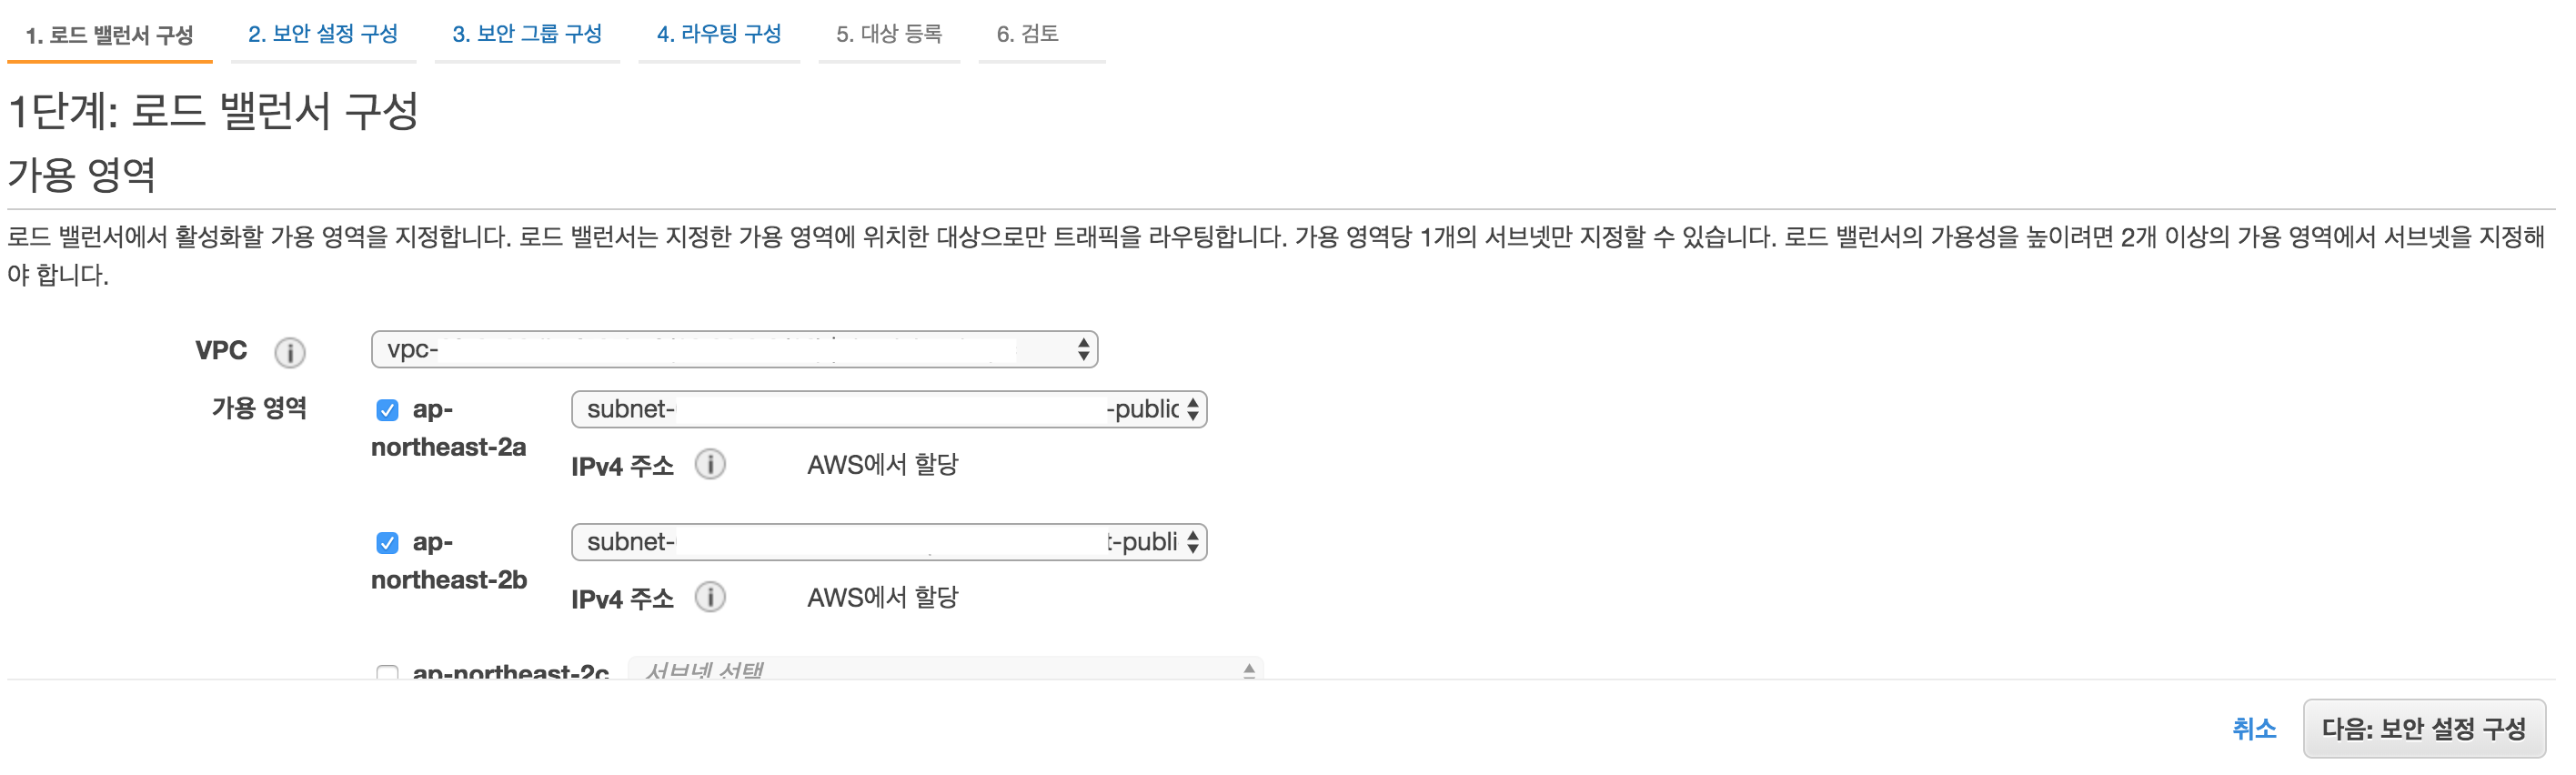 1. 로드 밸런서 구성 2. 보안 설정 구성 3. 보안 그룹 구성 4. 라우팅 구성 5. 대상 등록 6. 검토
1단계: 로드 밸런서 구성
가용 영역
로드 밸런서에서 활성화할 가용 영역을 지정합니다. 로드 밸런서는 지정한 가용 영역에 위치한 대상으로만 트래픽을 라우팅합니다. 가용 영역당 1개의 서브넷만 지정할 수 있습니다. 로드 밸런서의 가용성을 높이려면 2개 이상의 가용 영역에서 서브넷을 지정해
야 합니다.
VPC vpc-
가용 영역 ap- subnet- -public
northeast-2a
IPv4 주소 AWS에서 할당
ap- subnet- t-publi
northeast-2b
IPv4 주소 AWS에서 할당
ap-northeast-2c 서브넷 선택
취소 다음: 보안 설정 구성